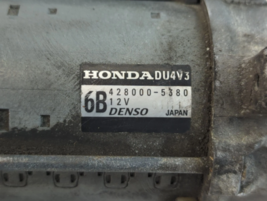 HONDA DU4V3
6B 428000-5380
12V
DENSO JAPAN